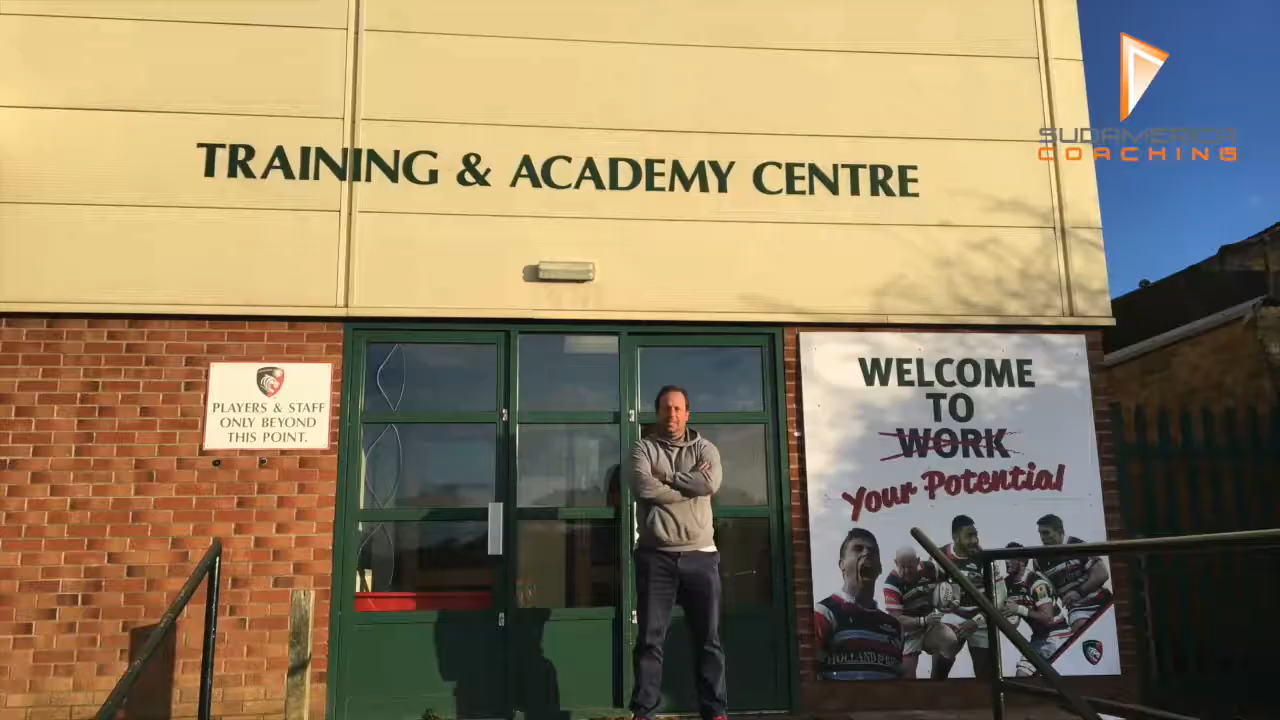 SUDAMERICA
COACHING
TRAINING & ACADEMY CENTRE
PLAYERS & STAFF
ONLY BEYOND
THIS POINT.
WELCOME
TO
WORK
Your Potential